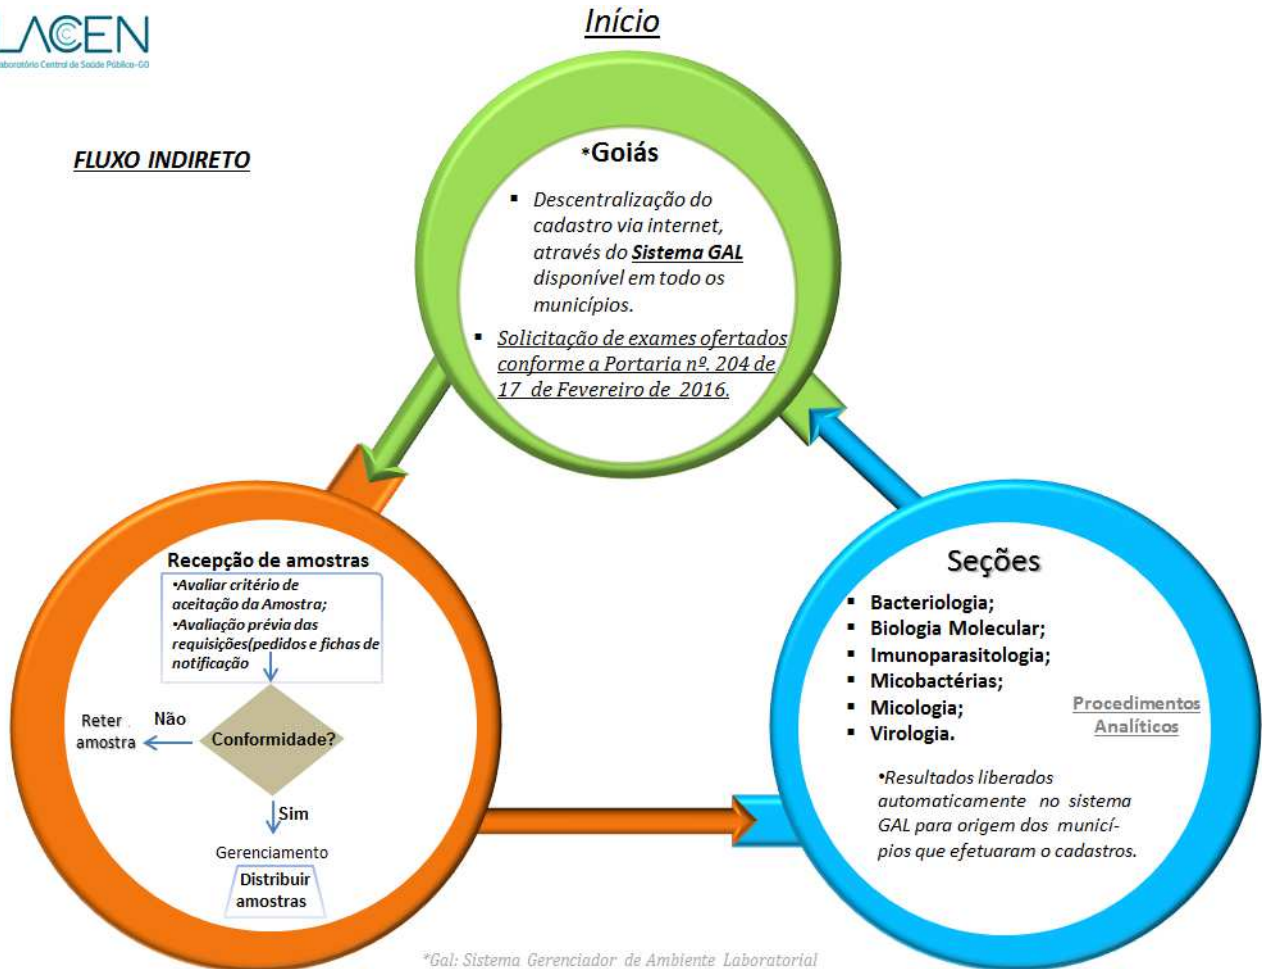 LACEN
Laboratório Central de Saúde Pública-GO
Início
FLUXO INDIRETO
*Goiás
▪ Descentralização do
cadastro via internet,
através do Sistema GAL
disponível em todo os
municípios.
▪ Solicitação de exames ofertados
conforme a Portaria nº. 204 de
17 de Fevereiro de 2016.
Recepção de amostras
•Avaliar critério de
aceitação da Amostra;
•Avaliação prévia das
requisições(pedidos e fichas de
notificação
Conformidade?
Não
Reter
amostra
Sim
Gerenciamento
Distribuir
amostras
Seções
▪ Bacteriologia;
▪ Biologia Molecular;
▪ Imunoparasitologia;
▪ Micobactérias;
▪ Micologia;
▪ Virologia.
Procedimentos
Analíticos
•Resultados liberados
automaticamente no sistema
GAL para origem dos municí-
pios que efetuaram o cadastros.
*Gal: Sistema Gerenciador de Ambiente Laboratorial